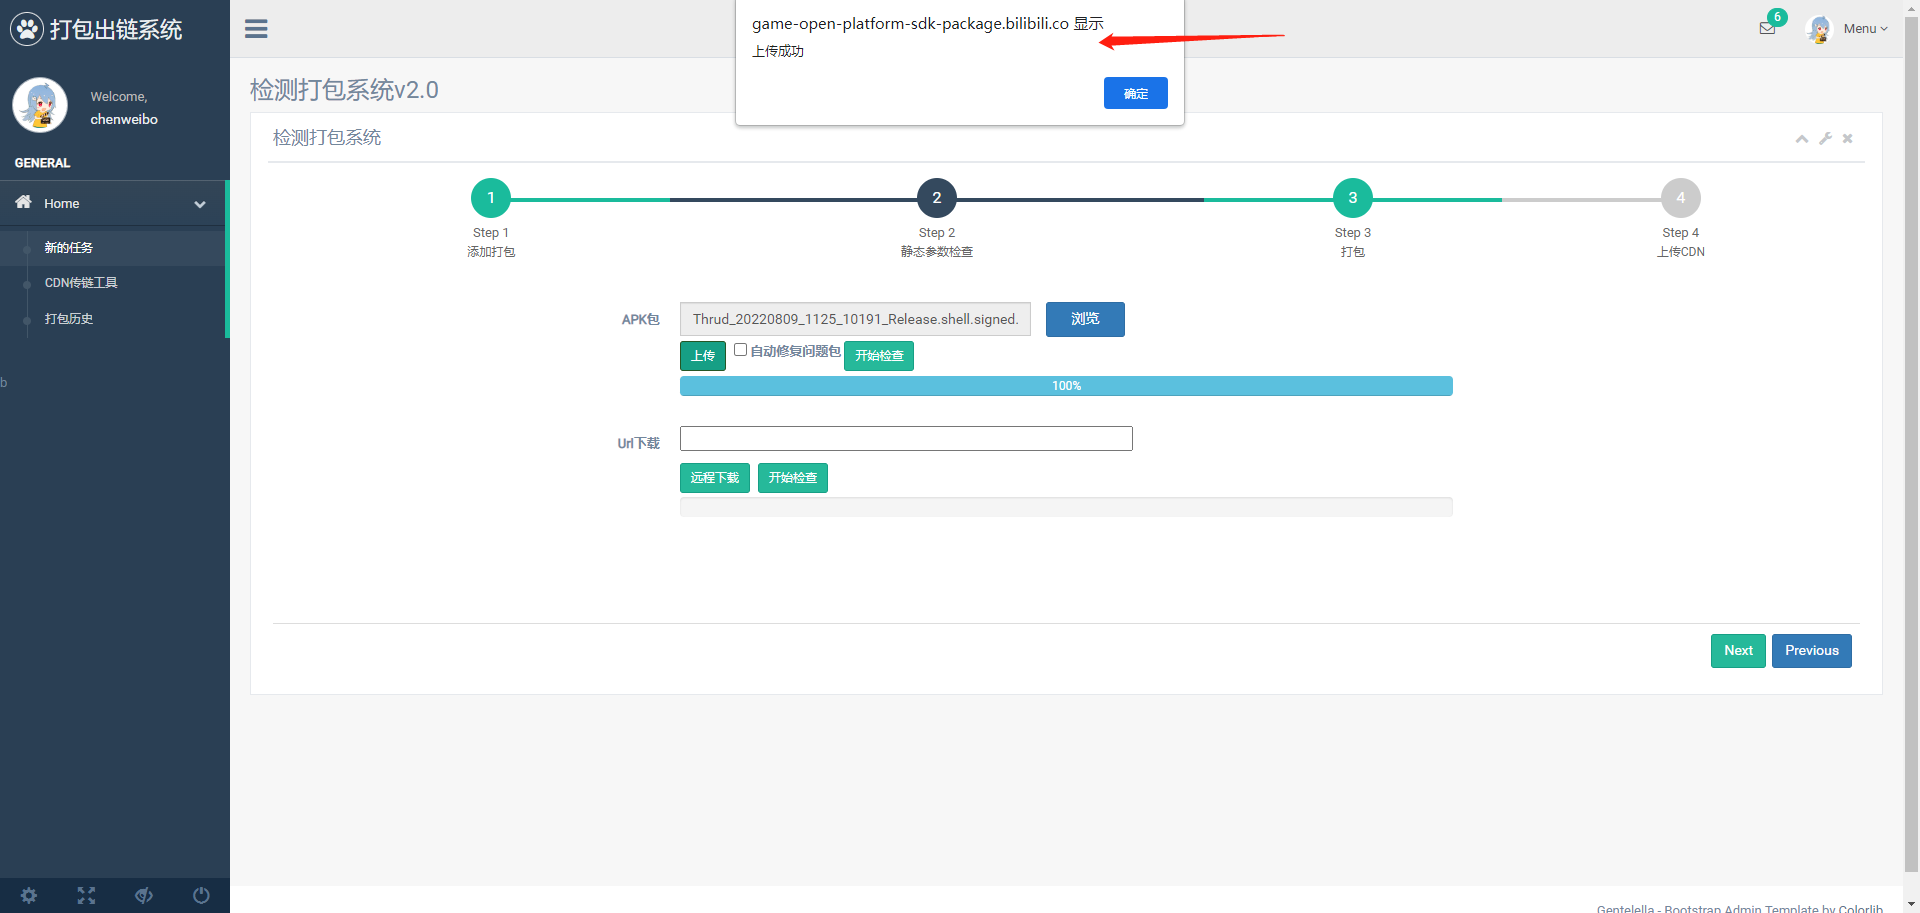 打包出链系统
Welcome,
chenweibo
GENERAL
Home
新的任务
CDN传链工具
打包历史
b
game-open-platform-sdk-package.bilibili.co 显示
上传成功
确定
6
Menu
检测打包系统v2.0
检测打包系统
1
2
3
4
Step 1
Step 2
Step 3
Step 4
添加打包
静态参数检查
打包
上传CDN
APK包
Thrud_20220809_1125_10191_Release.shell.signed.
浏览
上传
自动修复问题包
开始检查
100%
Url下载
远程下载
开始检查
Next
Previous
Gentelella - Bootstrap Admin Template by Colorlib